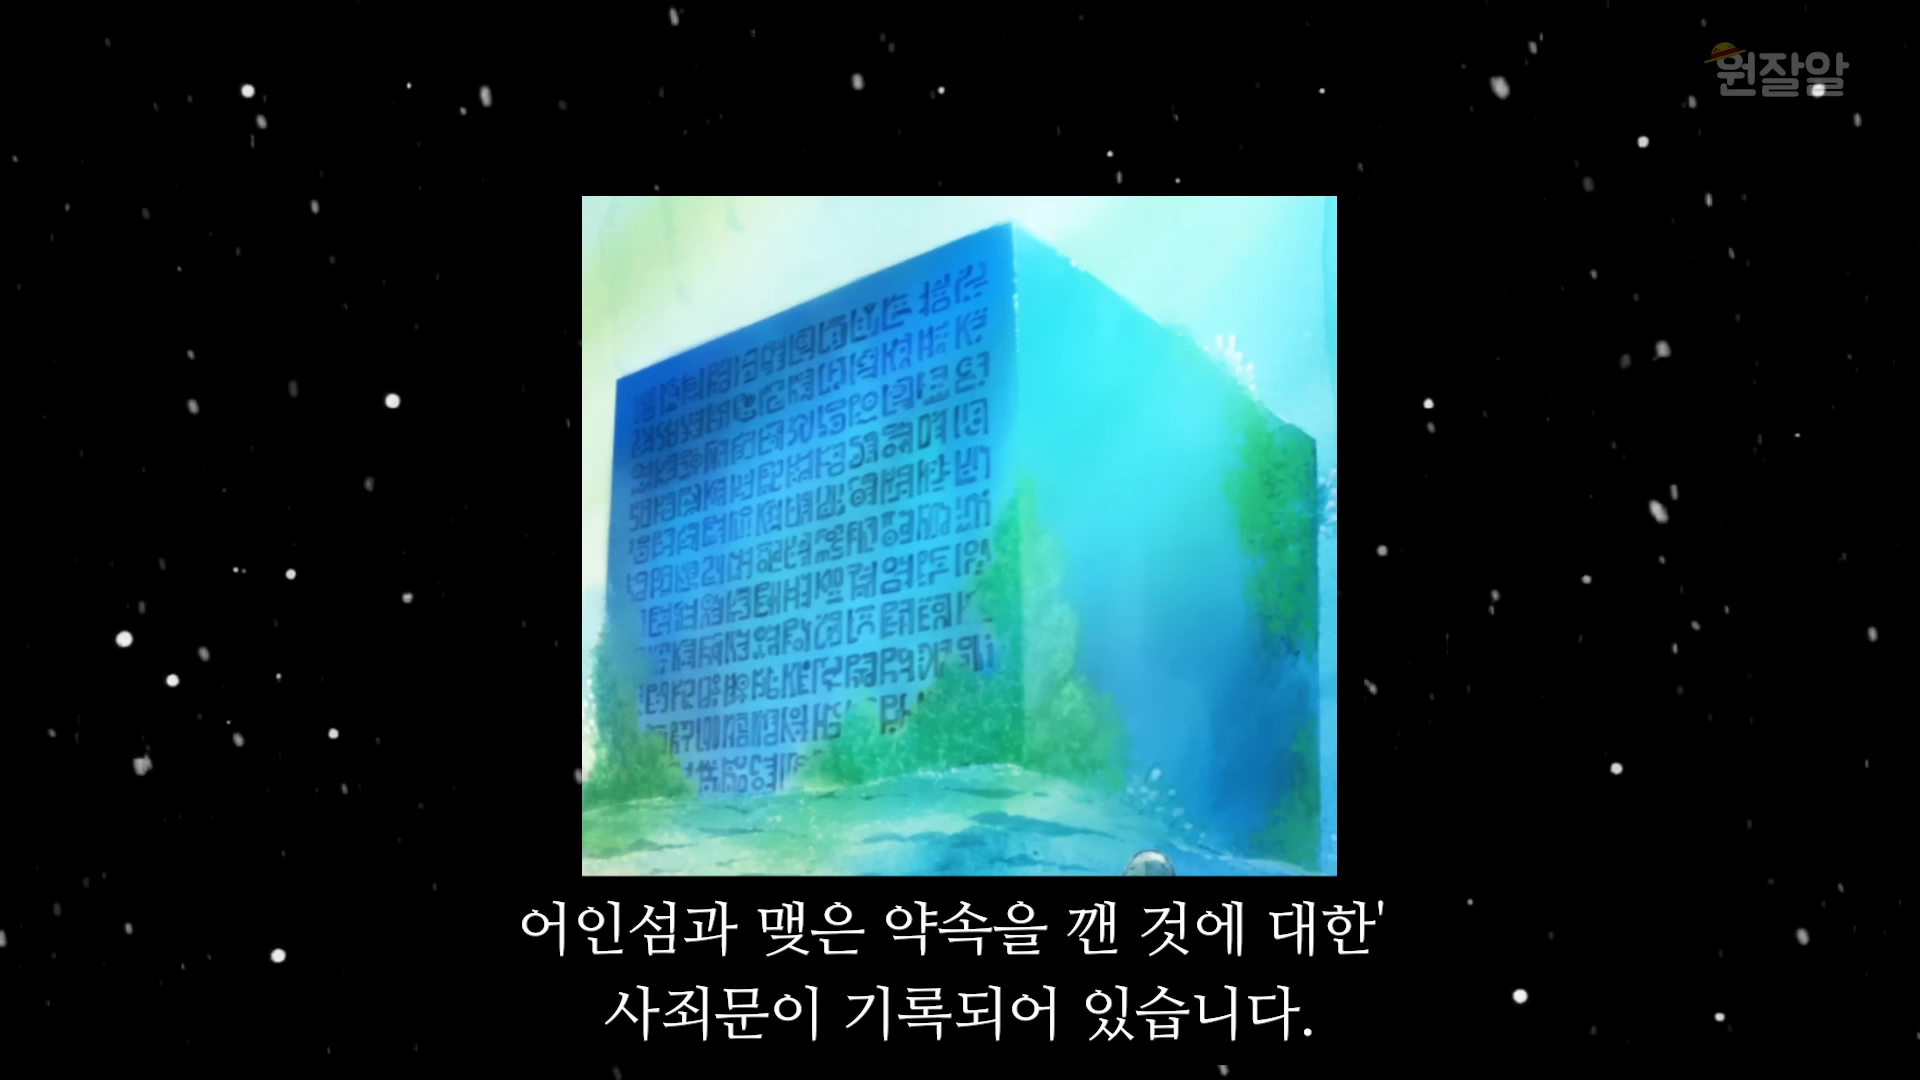 원잘알
어인섬과 맺은 약속을 깬 것에 대한'
사죄문이 기록되어 있습니다.